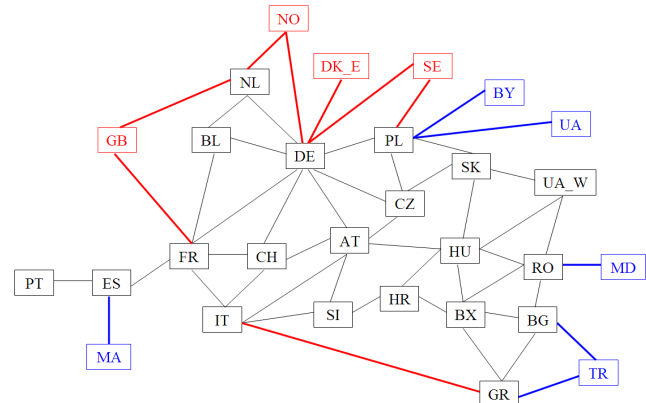 NO
DK_E
SE
NL
BY
UA
GB
BL
DE
PL
SK
UA_W
CZ
AT
FR
CH
HU
RO
MD
PT
ES
IT
SI
HR
BX
BG
MA
TR
GR